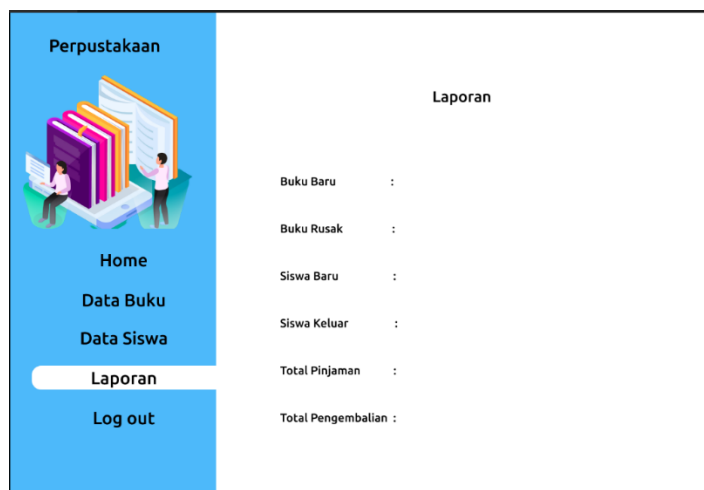 Perpustakaan
Home
Data Buku
Data Siswa
Laporan
Log out
Laporan
Buku Baru :
Buku Rusak :
Siswa Baru :
Siswa Keluar :
Total Pinjaman :
Total Pengembalian :